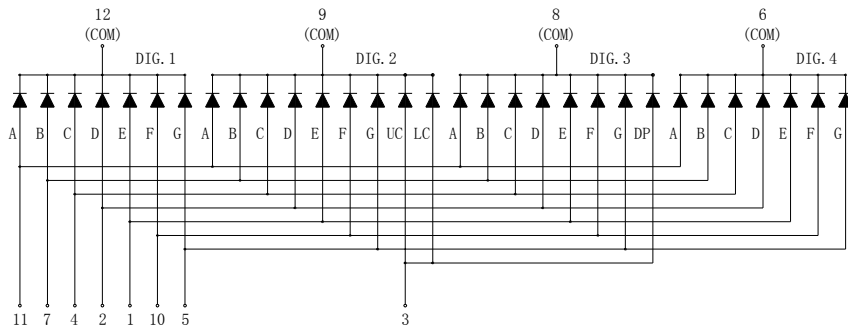 12 9 8 6
(COM) (COM) (COM) (COM)
DIG.1 DIG.2 DIG.3 DIG.4
A B C D E F G A B C D E F G UC LC A B C D E F G DP A B C D E F G
11 7 4 2 1 10 5 3